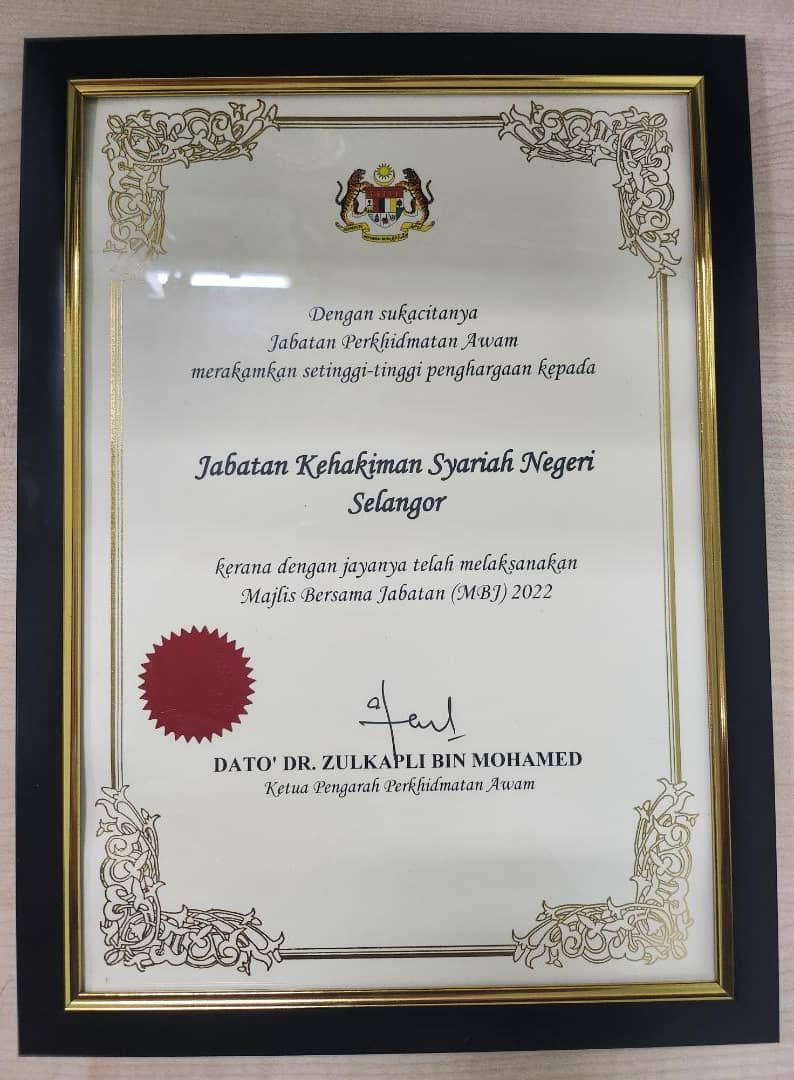 Dengan sukacitanya
Jabatan Perkhidmatan Awam
merakamkan setinggi-tinggi penghargaan kepada
Jabatan Kehakiman Syariah Negeri
Selangor
kerana dengan jayanya telah melaksanakan
Majlis Bersama Jabatan (MBJ) 2022
DATO' DR. ZULKAPLI BIN MOHAMED
Ketua Pengarah Perkhidmatan Awam